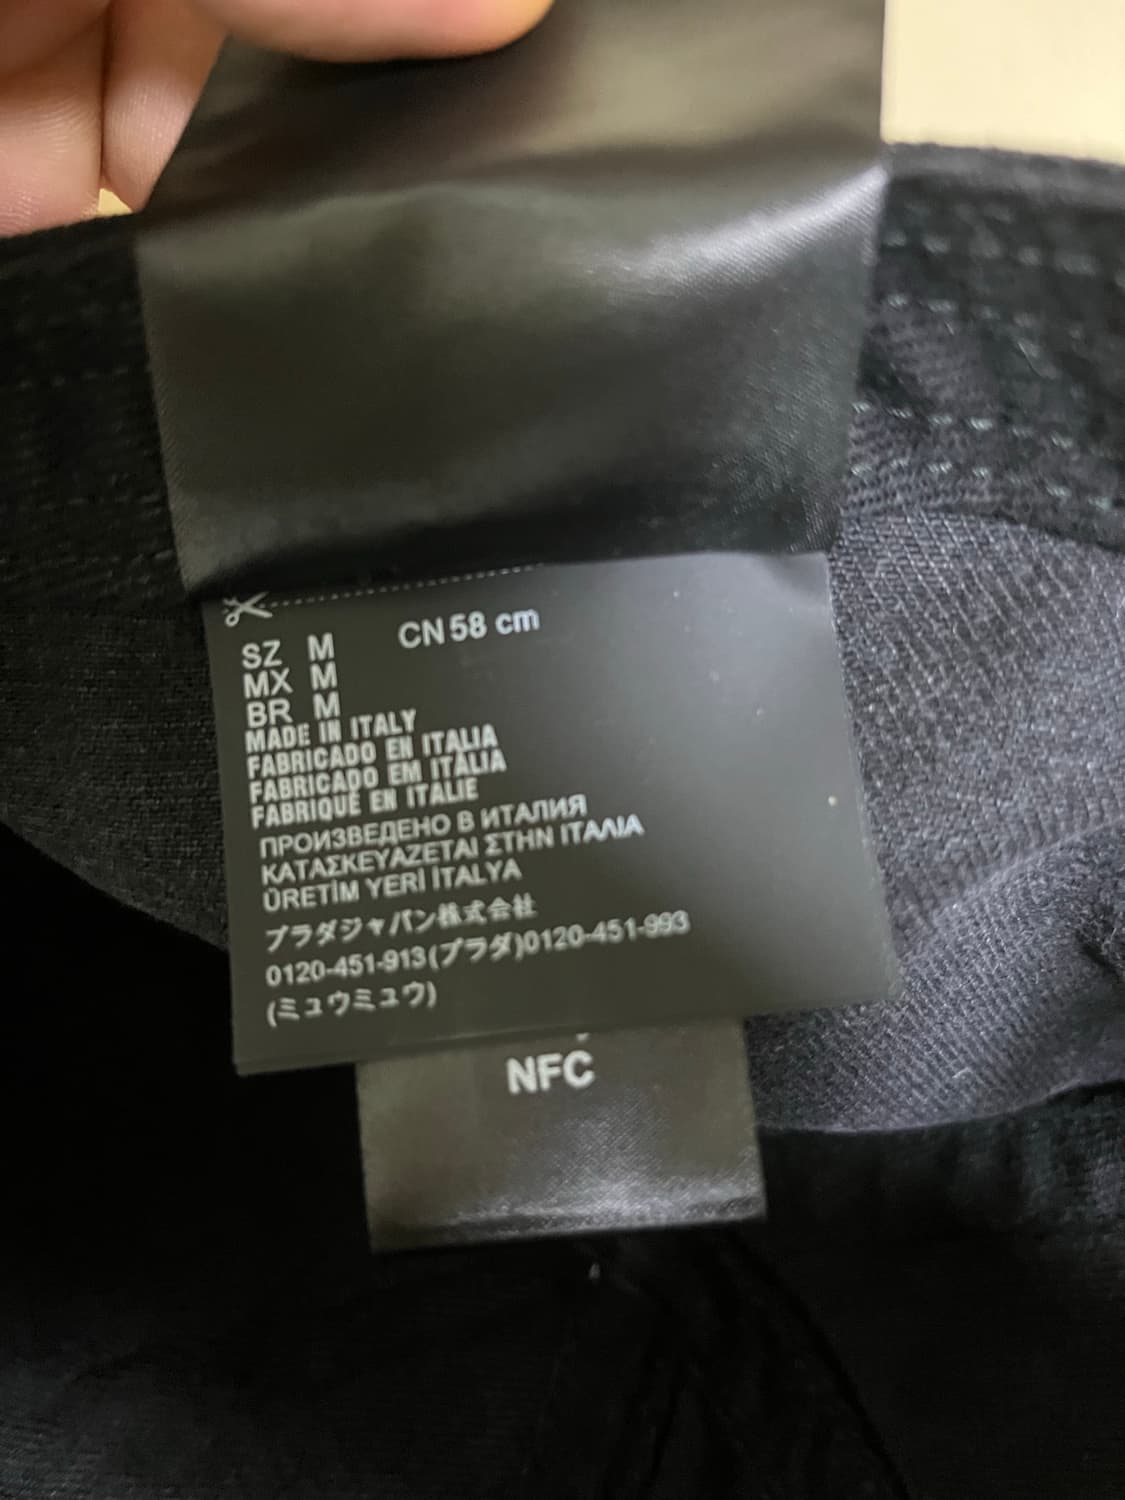 SZ M CN 58 cm
MX M
BR M
MADE IN ITALY
FABRICADO EN ITALIA
FABRICADO EM ITÀLIA
FABRIQUÉ EN ITALIE
ПРОИЗВЕДЕНО В ИТАЛИЯ
ΚΑΤΑΣΚΕΥΑΖΕΤΑΙ ΣΤΗΝ ΙΤΑΛΙΑ
ÜRETİM YERİ İTALYA
プラダジャパン株式会社
0120-451-913(プラダ)0120-451-993
(ミュウミュウ)
NFC